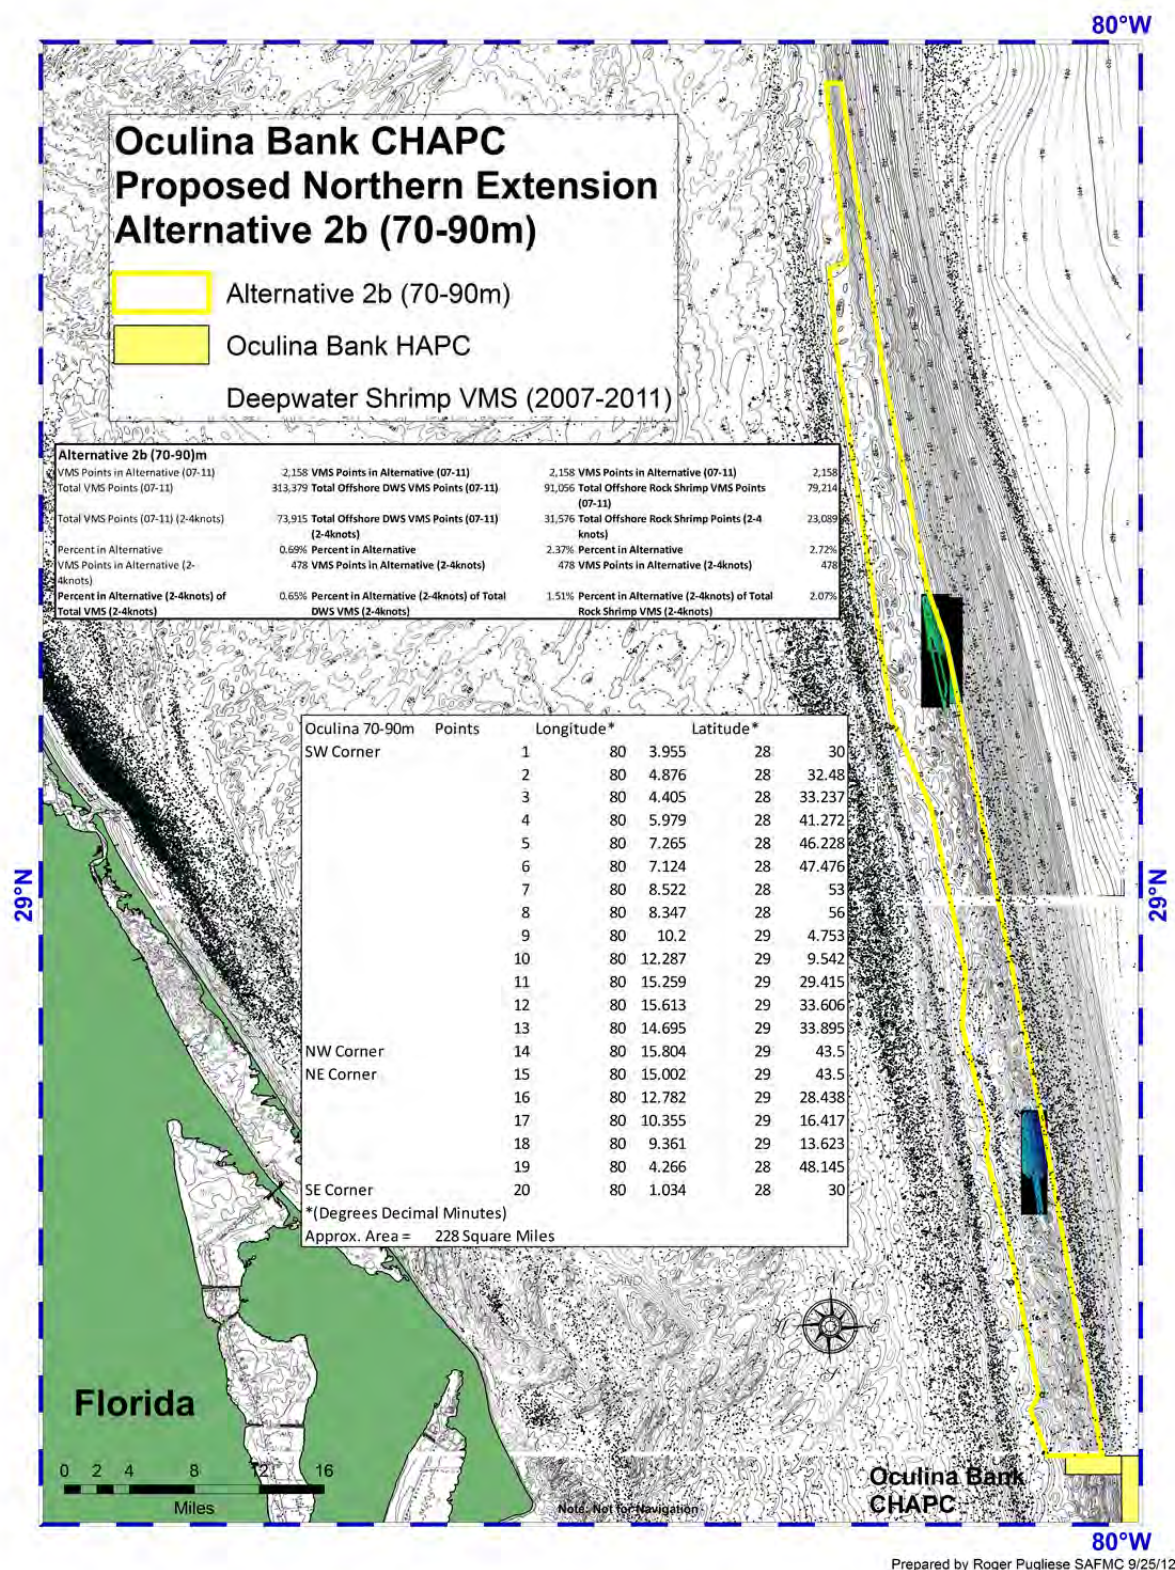 80°W
Oculina Bank CHAPC
Proposed Northern Extension
Alternative 2b (70-90m)
Alternative 2b (70-90m)
Oculina Bank HAPC
Deepwater Shrimp VMS (2007-2011)
Alternative 2b (70-90)m
VMS Points in Alternative (07-11) 2,158 VMS Points in Alternative (07-11) 2,158 VMS Points in Alternative (07-11) 2,158
Total VMS Points (07-11) 313,379 Total Offshore DWS VMS Points (07-11) 91,056 Total Offshore Rock Shrimp VMS Points 79,214
(07-11)
Total VMS Points (07-11) (2-4knots) 73,915 Total Offshore DWS VMS Points (07-11) 31,576 Total Offshore Rock Shrimp Points (2-4 23,089
(2-4knots) knots)
Percent in Alternative 0.69% Percent in Alternative 2.37% Percent in Alternative 2.72%
VMS Points in Alternative (2- 478 VMS Points in Alternative (2-4knots) 478 VMS Points in Alternative (2-4knots) 478
4knots)
Percent in Alternative (2-4knots) of 0.65% Percent in Alternative (2-4knots) of Total 1.51% Percent in Alternative (2-4knots) of Total 2.07%
Total VMS (2-4knots) DWS VMS (2-4knots) Rock Shrimp VMS (2-4knots)
Oculina 70-90m Points Longitude* Latitude*
SW Corner 1 80 3.955 28 30
2 80 4.876 28 32.48
3 80 4.405 28 33.237
4 80 5.979 28 41.272
5 80 7.265 28 46.228
6 80 7.124 28 47.476
7 80 8.522 28 53
8 80 8.347 28 56
9 80 10.2 29 4.753
10 80 12.287 29 9.542
11 80 15.259 29 29.415
12 80 15.613 29 33.606
13 80 14.695 29 33.895
NW Corner 14 80 15.804 29 43.5
NE Corner 15 80 15.002 29 43.5
16 80 12.782 29 28.438
17 80 10.355 29 16.417
18 80 9.361 29 13.623
19 80 4.266 28 48.145
SE Corner 20 80 1.034 28 30
*(Degrees Decimal Minutes)
Approx. Area = 228 Square Miles
29°N
29°N
SAND
Florida
0 2 4 8 12 16
Miles
Note: Not for Navigation
Oculina Bank
CHAPC
80°W
Prepared by Roger Pugliese SAFMC 9/25/12